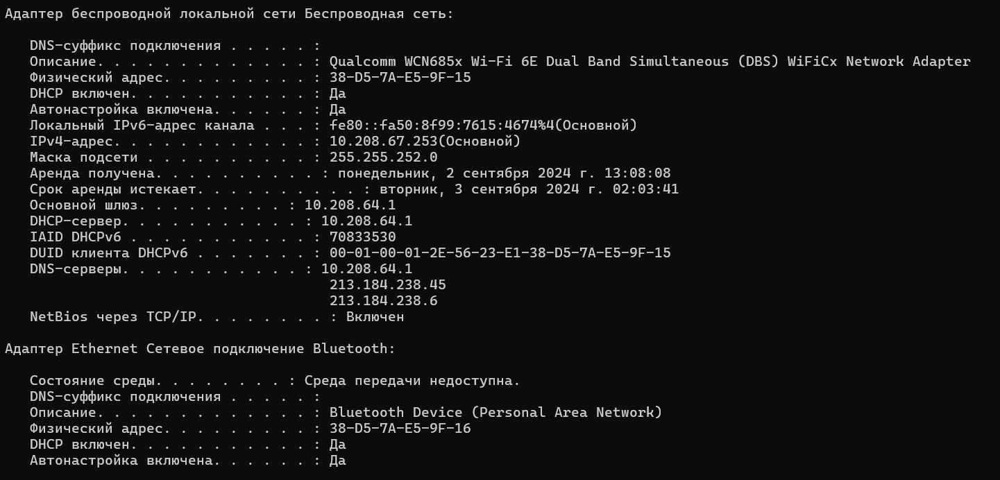 Адаптер беспроводной локальной сети Беспроводная сеть:

   DNS-суффикс подключения . . . . . :
   Описание. . . . . . . . . . . . . : Qualcomm WCN685x Wi-Fi 6E Dual Band Simultaneous (DBS) WiFiCx Network Adapter
   Физический адрес. . . . . . . . . : 38-D5-7A-E5-9F-15
   DHCP включен. . . . . . . . . . . : Да
   Автонастройка включена. . . . . . : Да
   Локальный IPv6-адрес канала . . . : fe80::fa50:8f99:7615:4674%4(Основной)
   IPv4-адрес. . . . . . . . . . . . : 10.208.67.253(Основной)
   Маска подсети . . . . . . . . . . : 255.255.252.0
   Аренда получена. . . . . . . . . . : понедельник, 2 сентября 2024 г. 13:08:08
   Срок аренды истекает. . . . . . . . . . : вторник, 3 сентября 2024 г. 02:03:41
   Основной шлюз. . . . . . . . . : 10.208.64.1
   DHCP-сервер. . . . . . . . . . . : 10.208.64.1
   IAID DHCPv6 . . . . . . . . . . . : 70833530
   DUID клиента DHCPv6 . . . . . . . : 00-01-00-01-2E-56-23-E1-38-D5-7A-E5-9F-15
   DNS-серверы. . . . . . . . . . . : 10.208.64.1
                                       213.184.238.45
                                       213.184.238.6
   NetBios через TCP/IP. . . . . . . . : Включен

Адаптер Ethernet Сетевое подключение Bluetooth:

   Состояние среды. . . . . . . . : Среда передачи недоступна.
   DNS-суффикс подключения . . . . . :
   Описание. . . . . . . . . . . . . : Bluetooth Device (Personal Area Network)
   Физический адрес. . . . . . . . . : 38-D5-7A-E5-9F-16
   DHCP включен. . . . . . . . . . . : Да
   Автонастройка включена. . . . . . : Да